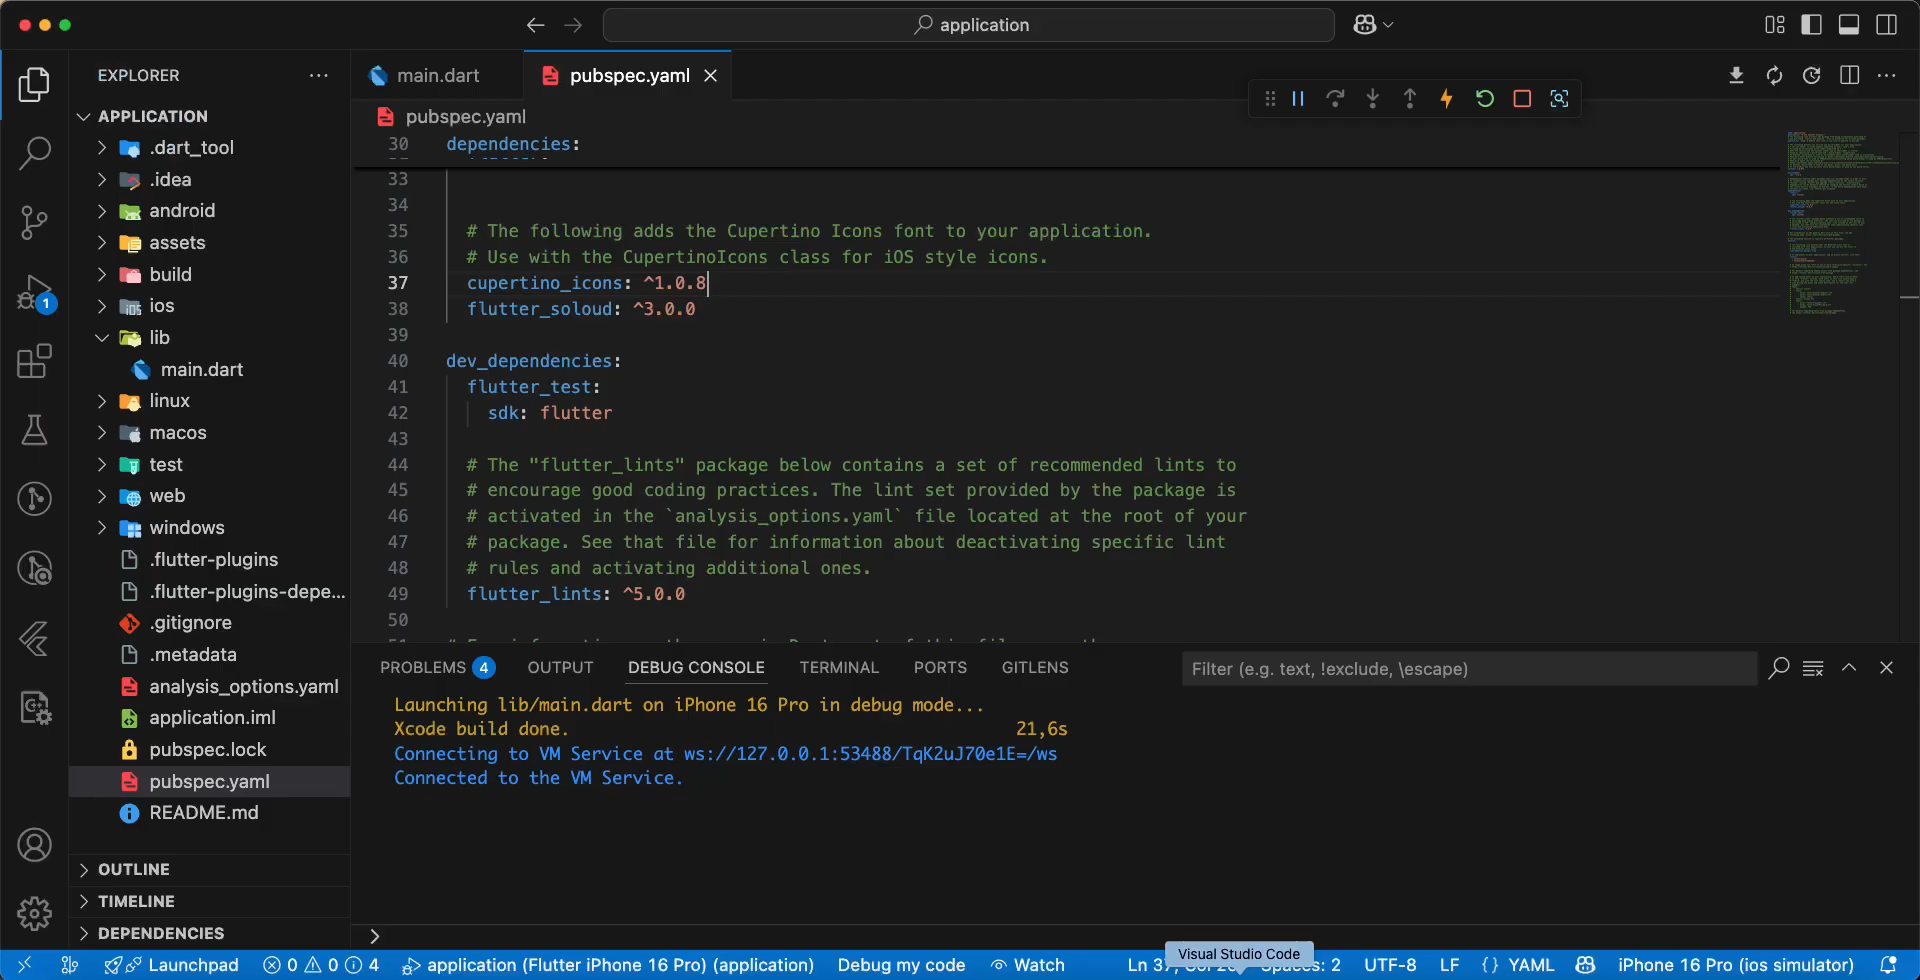 application
EXPLORER
APPLICATION
.dart_tool
.idea
android
assets
build
ios
lib
main.dart
linux
macos
test
web
windows
.flutter-plugins
.flutter-plugins-depe...
.gitignore
.metadata
analysis_options.yaml
application.iml
pubspec.lock
pubspec.yaml
README.md
OUTLINE
TIMELINE
DEPENDENCIES
1
main.dart
pubspec.yaml
pubspec.yaml
30 dependencies:
33
34
35 # The following adds the Cupertino Icons font to your application.
36 # Use with the CupertinoIcons class for iOS style icons.
37 cupertino_icons: ^1.0.8
38 flutter_soloud: ^3.0.0
39
40 dev_dependencies:
41 flutter_test:
42 sdk: flutter
43
44 # The "flutter_lints" package below contains a set of recommended lints to
45 # encourage good coding practices. The lint set provided by the package is
46 # activated in the `analysis_options.yaml` file located at the root of your
47 # package. See that file for information about deactivating specific lint
48 # rules and activating additional ones.
49 flutter_lints: ^5.0.0
50
PROBLEMS 4 OUTPUT DEBUG CONSOLE TERMINAL PORTS GITLENS
Filter (e.g. text, !exclude, \escape)
Launching lib/main.dart on iPhone 16 Pro in debug mode...
Xcode build done. 21,6s
Connecting to VM Service at ws://127.0.0.1:53488/TqK2uJ70e1E=/ws
Connected to the VM Service.
Visual Studio Code
Launchpad 0 0 4 application (Flutter iPhone 16 Pro) (application) Debug my code Watch Ln 37, Spaces: 2 UTF-8 LF {} YAML iPhone 16 Pro (ios simulator)